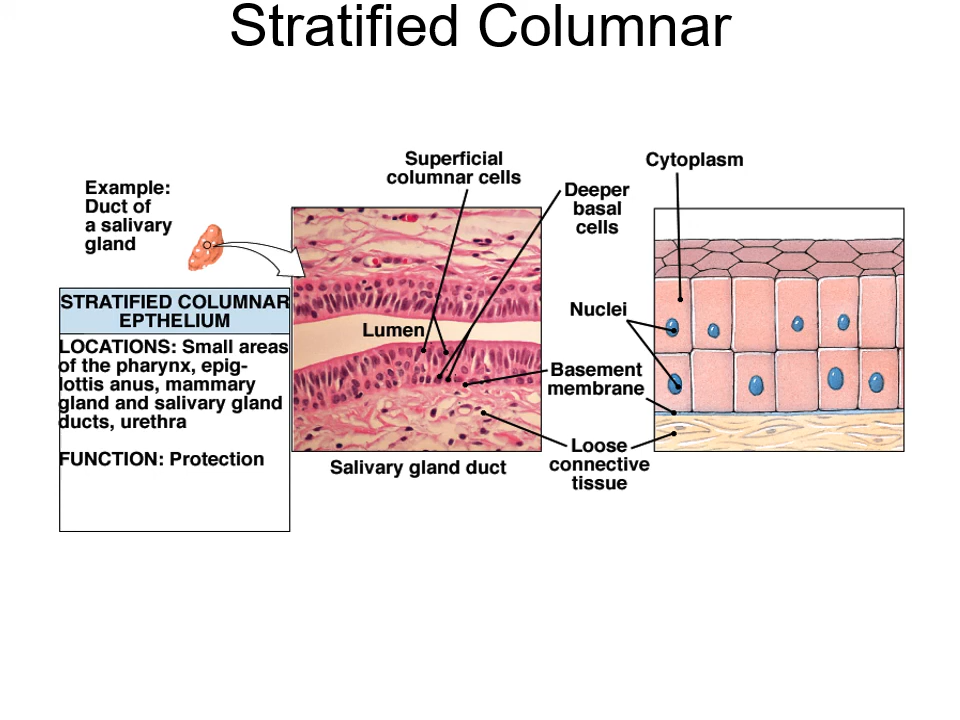 Stratified Columnar
Example:
Duct of
a salivary
gland
STRATIFIED COLUMNAR
EPTHELIUM
LOCATIONS: Small areas
of the pharynx, epig-
lottis anus, mammary
gland and salivary gland
ducts, urethra
FUNCTION: Protection
Superficial
columnar cells
Deeper
basal
cells
Lumen
Salivary gland duct
Cytoplasm
Nuclei
Basement
membrane
Loose
connective
tissue